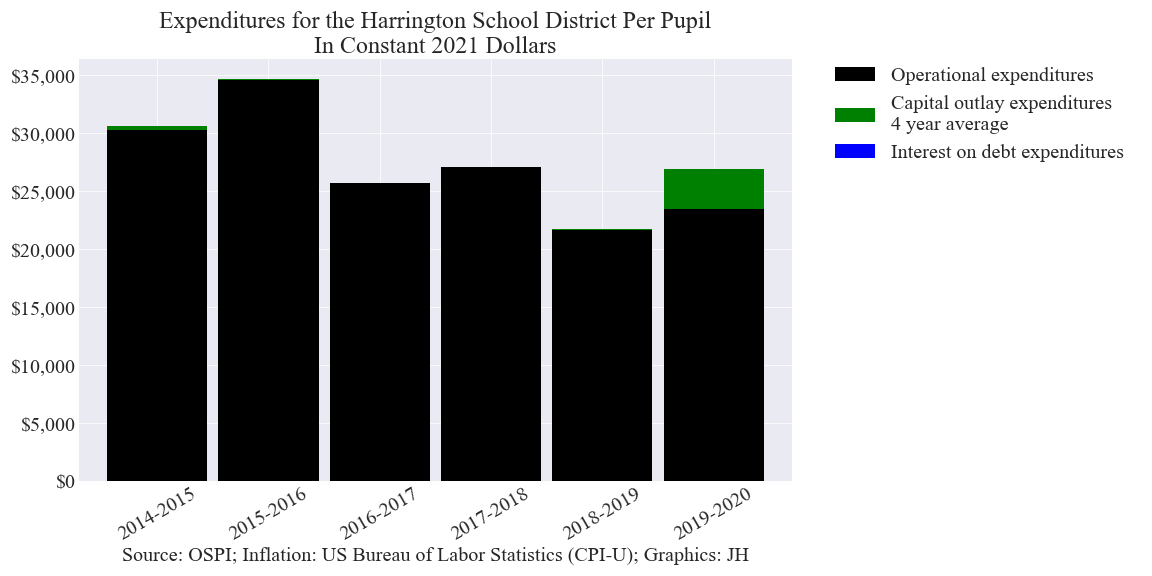 Expenditures for the Harrington School District Per Pupil
In Constant 2021 Dollars
$35,000
$30,000
$25,000
$20,000
$15,000
$10,000
$5,000
$0
2014-2015
2015-2016
2016-2017
2017-2018
2018-2019
2019-2020
Source: OSPI; Inflation: US Bureau of Labor Statistics (CPI-U); Graphics: JH
Operational expenditures
Capital outlay expenditures
4 year average
Interest on debt expenditures